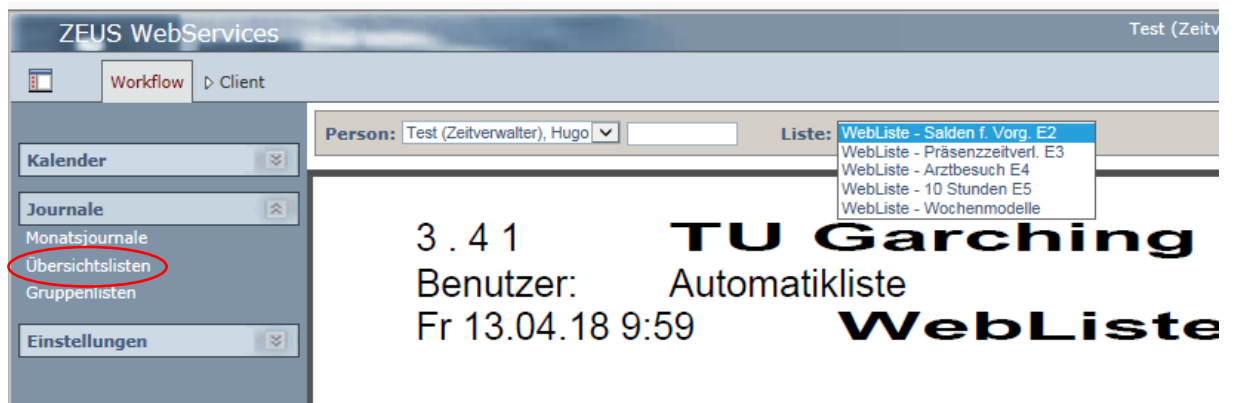 ZEUS WebServices
Test (Zeitv
Workflow Client
Person: Test (Zeitverwalter), Hugo
Liste: WebListe - Salden f. Vorg. E2
WebListe - Präsenzzeitverl. E3
WebListe - Arztbesuch E4
WebListe - 10 Stunden E5
WebListe - Wochenmodelle
Kalender
Journale
Monatsjournale
Übersichtslisten
Gruppenlisten
Einstellungen
3.41 TU Garching
Benutzer: Automatikliste
Fr 13.04.18 9:59 WebListe